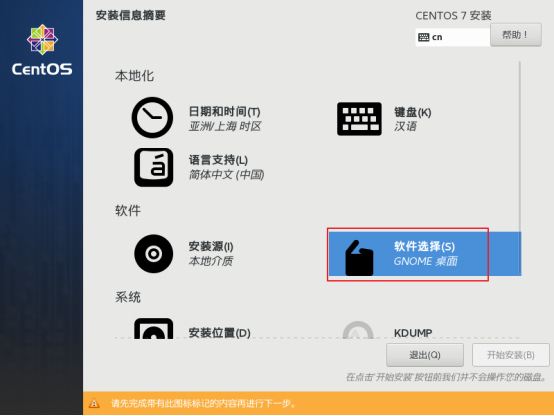 安装信息摘要
CENTOS 7 安装
cn
帮助！
CentOS
本地化
日期和时间(T)
亚洲/上海 时区
键盘(K)
汉语
语言支持(L)
简体中文 (中国)
软件
安装源(I)
本地介质
软件选择(S)
GNOME 桌面
系统
安装位置(D)
KDUMP
退出(Q)
开始安装(B)
在点击'开始安装'按钮前我们并不会操作您的磁盘。
请先完成带有此图标标记的内容再进行下一步。